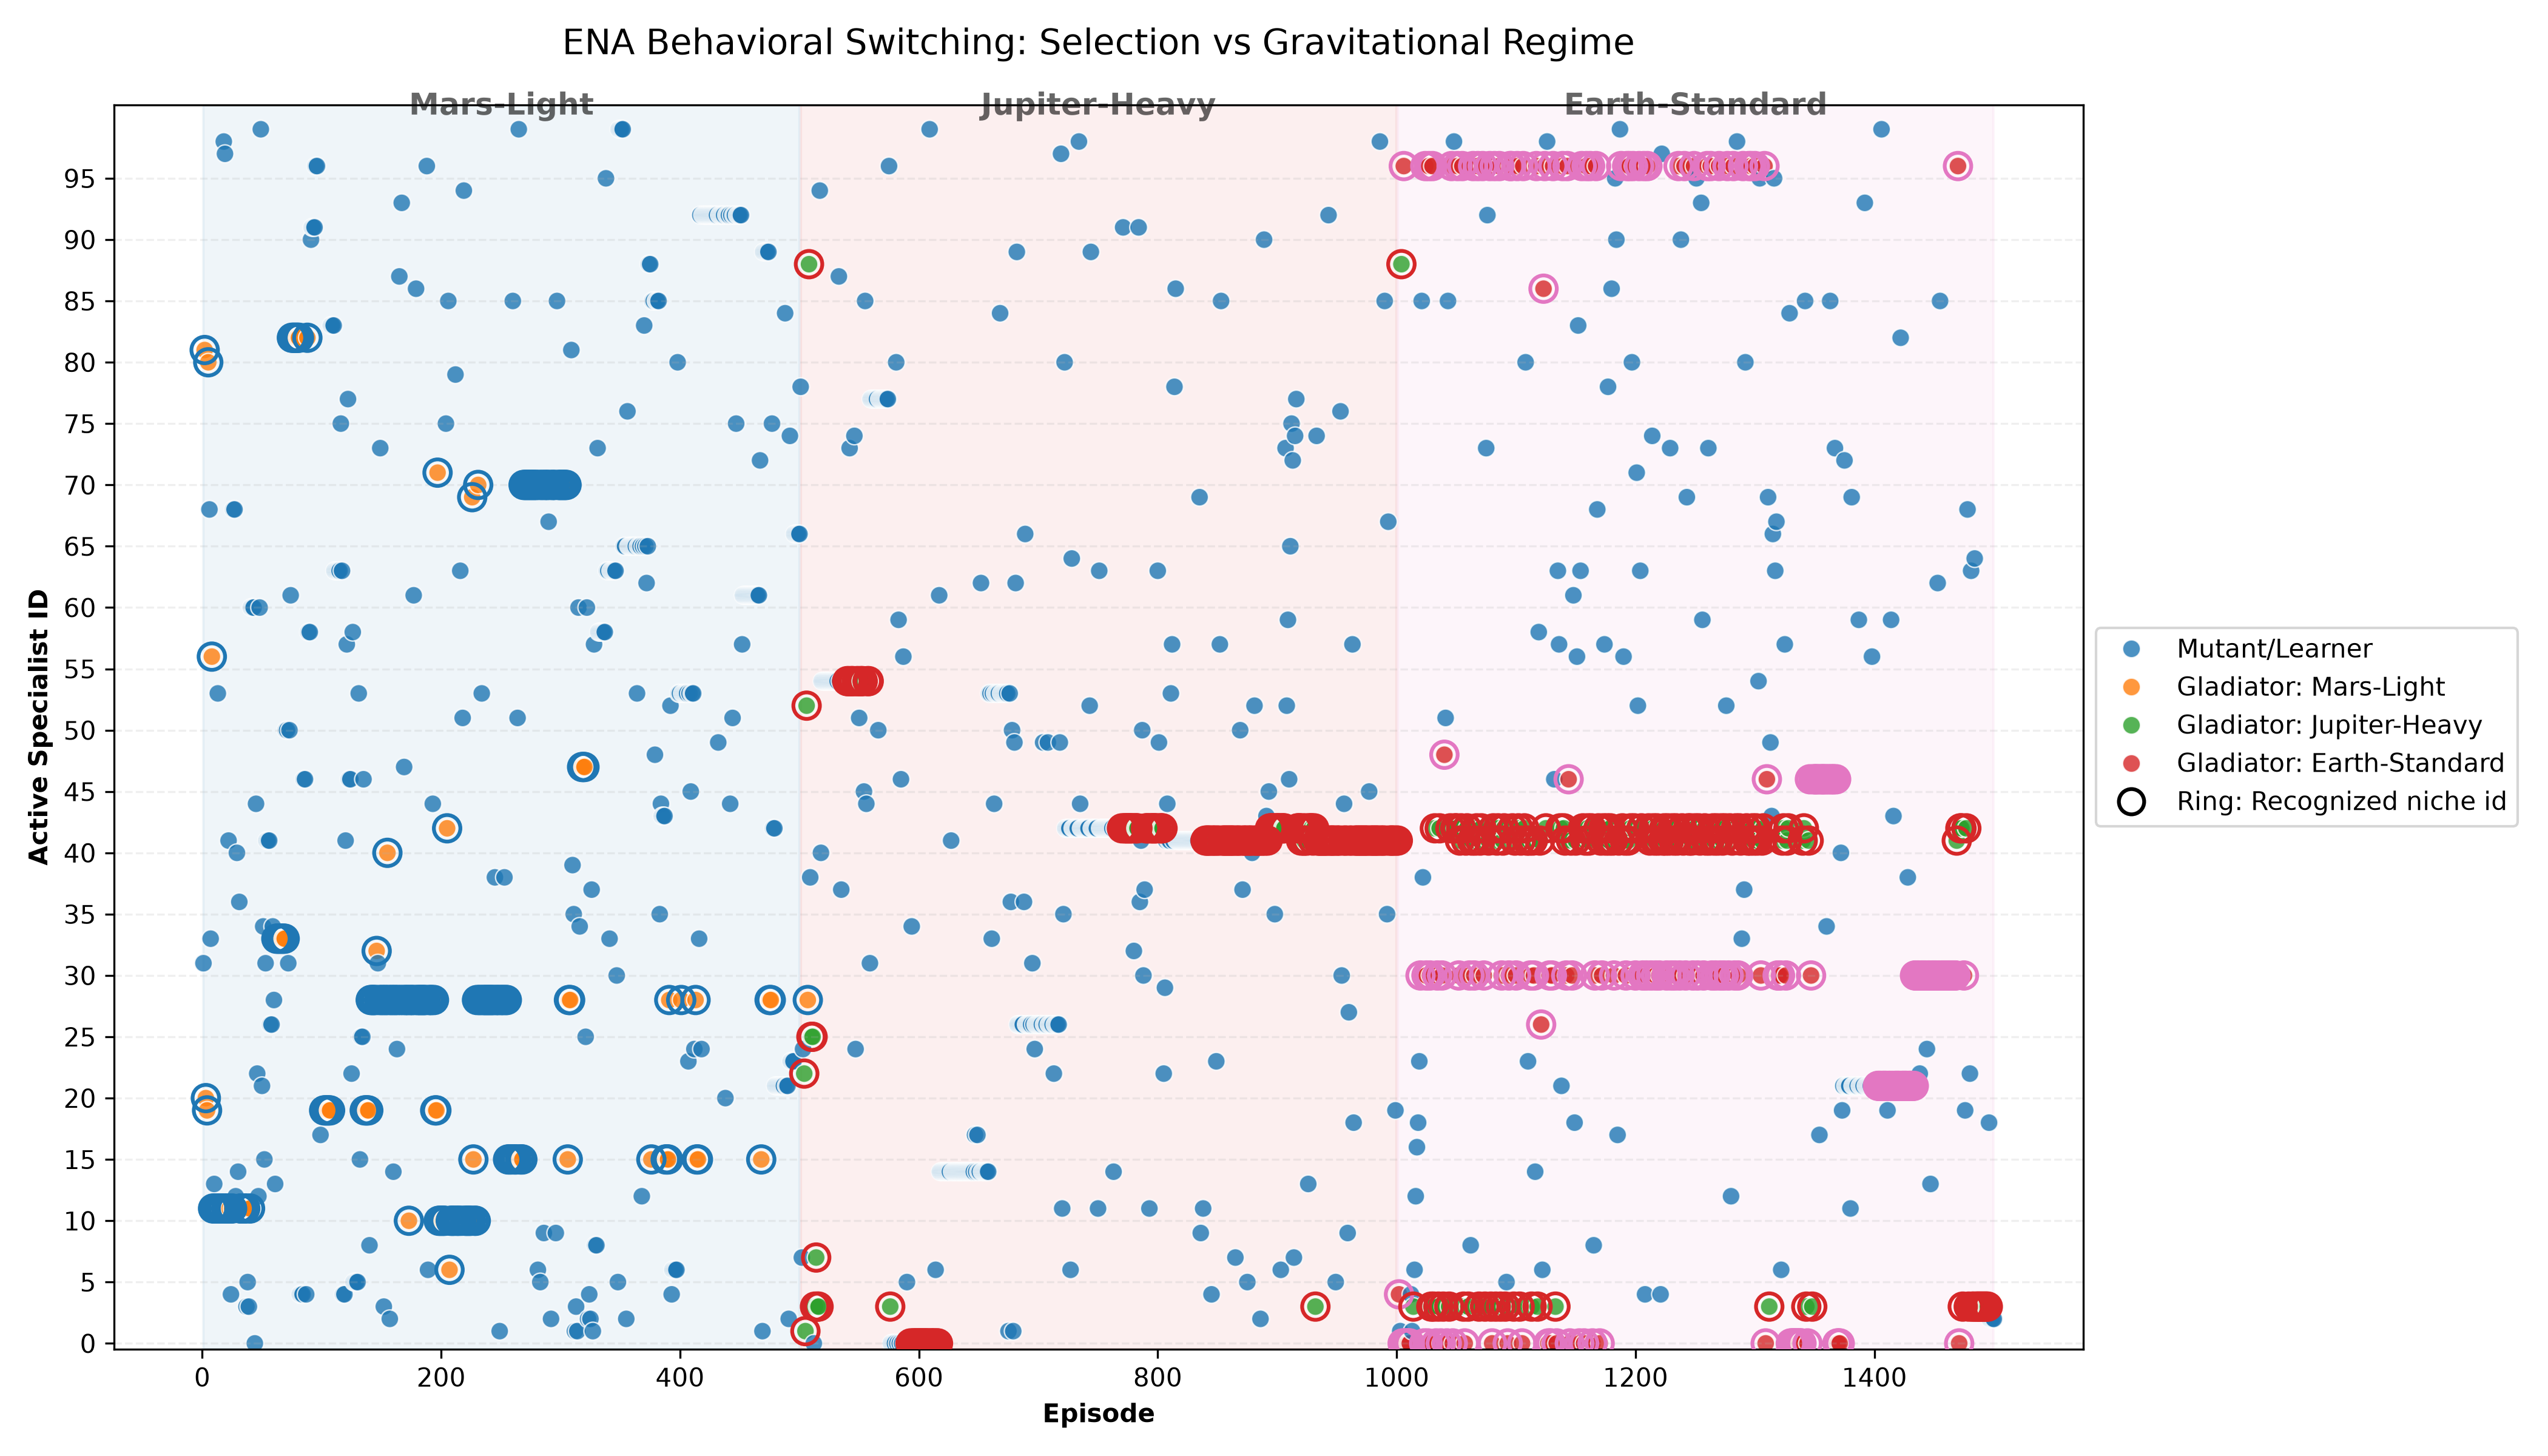 ENA Behavioral Switching: Selection vs Gravitational Regime
Mars-Light
Jupiter-Heavy
Earth-Standard
95
90
85
80
75
70
65
60
55
50
45
40
35
30
25
20
15
10
5
0
Active Specialist ID
0
200
400
600
800
1000
1200
1400
Episode
Mutant/Learner
Gladiator: Mars-Light
Gladiator: Jupiter-Heavy
Gladiator: Earth-Standard
Ring: Recognized niche id